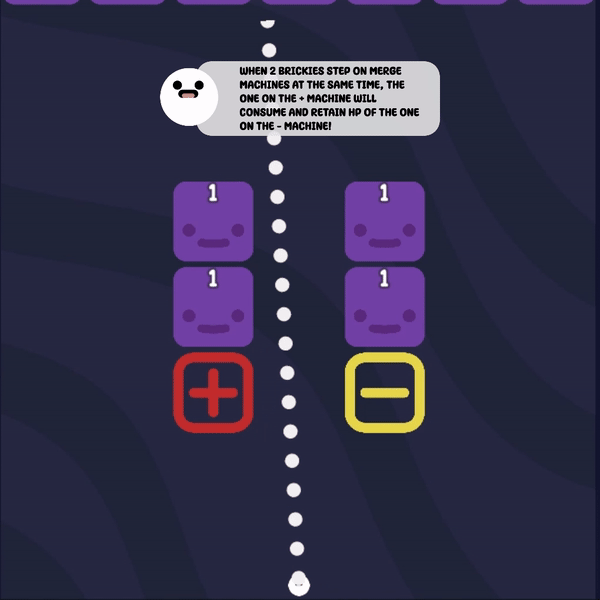 WHEN 2 BRICKIES STEP ON MERGE
MACHINES AT THE SAME TIME, THE
ONE ON THE + MACHINE WILL
CONSUME AND RETAIN HP OF THE ONE
ON THE - MACHINE!
1 1
1 1
+ -